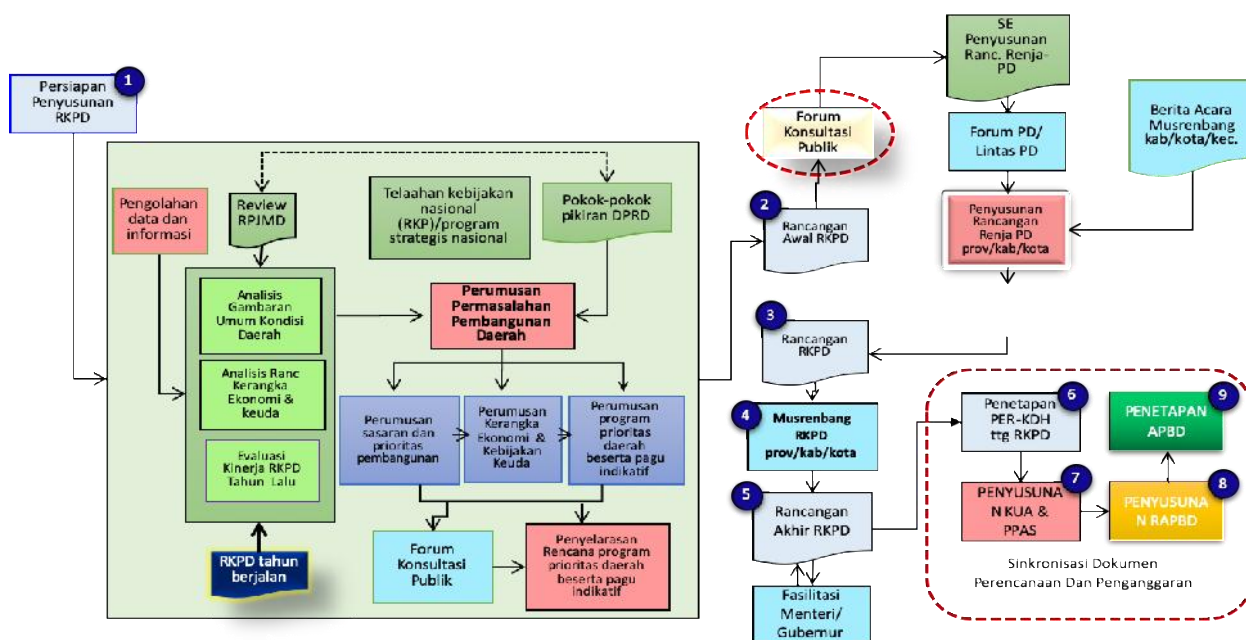 1
Persiapan
Penyusunan
RKPD
Pengolahan
data dan
informasi
Review
RPJMD
Telaahan kebijakan
nasional
(RKP)/program
strategis nasional
Pokok-pokok
pikiran DPRD
Analisis
Gambaran
Umum Kondisi
Daerah
Analisis Ranc
Kerangka
Ekonomi &
keuda
Evaluasi
Kinerja RKPD
Tahun Lalu
RKPD tahun
berjalan
Perumusan
Permasalahan
Pembangunan
Daerah
Perumusan
sasaran dan
prioritas
pembangunan
Perumusan
Kerangka
Ekonomi &
Kebijakan
Keuda
Perumusan
program
prioritas
daerah
beserta pagu
indikatif
Forum
Konsultasi
Publik
Penyelarasan
Rencana program
prioritas daerah
beserta pagu
indikatif
2
Rancangan
Awal RKPD
Forum
Konsultasi
Publik
SE
Penyusunan
Ranc. Renja-
PD
Forum PD/
Lintas PD
Berita Acara
Musrenbang
kab/kota/kec.
Penyusunan
Rancangan
Renja PD
prov/kab/kota
3
Rancangan
RKPD
4
Musrenbang
RKPD
prov/kab/kota
5
Rancangan
Akhir RKPD
Fasilitasi
Menteri/
Gubernur
6
Penetapan
PER-KDH
ttg RKPD
7
PENYUSUNA
N KUA &
PPAS
8
PENYUSUNA
N RAPBD
9
PENETAPAN
APBD
Sinkronisasi Dokumen
Perencanaan Dan Penganggaran